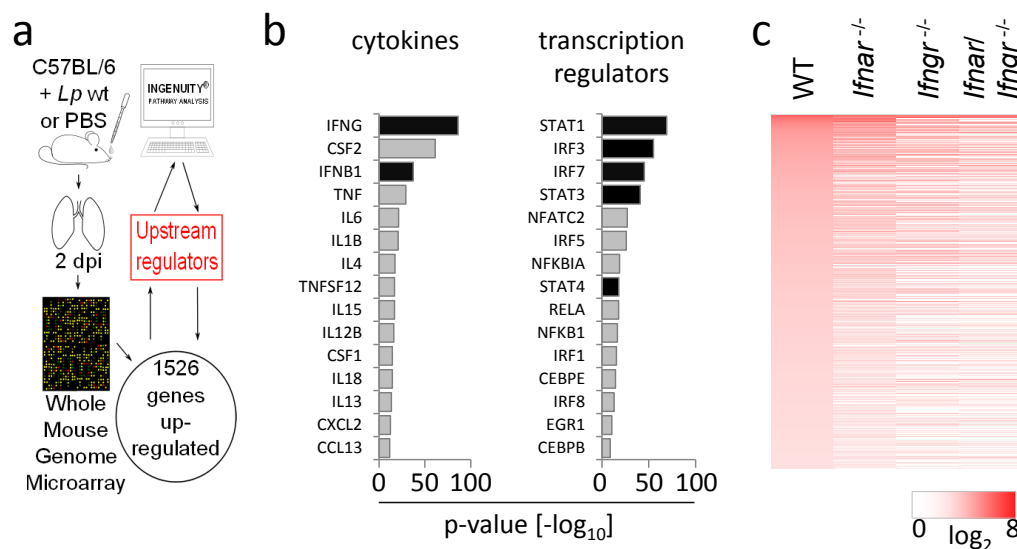 a
C57BL/6
+ Lp wt
or PBS
INGENUITY®
PATHWAY ANALYSIS
2 dpi
Upstream
regulators
Whole
Mouse
Genome
Microarray
1526
genes
up-
regulated
b
cytokines
IFNG
CSF2
IFNB1
TNF
IL6
IL1B
IL4
TNFSF12
IL15
IL12B
CSF1
IL18
IL13
CXCL2
CCL13
0 100
transcription
regulators
STAT1
IRF3
IRF7
STAT3
NFATC2
IRF5
NFKBIA
STAT4
RELA
NFKB1
IRF1
CEBPE
IRF8
EGR1
CEBPB
0 100
p-value [-log10]
c
WT
Ifnar-/-
Ifngr-/-
Ifnar/
Ifngr-/-
0 8
log2